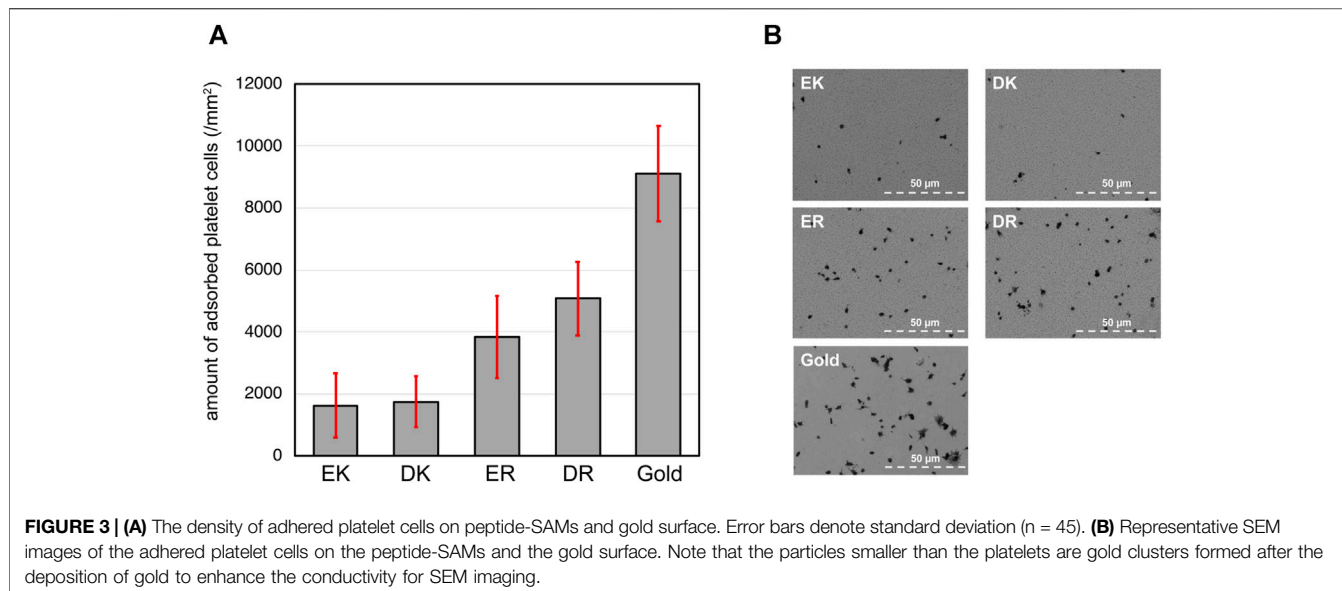 A
B
amount of adsorbed platelet cells (/mm²)
12000
10000
8000
6000
4000
2000
0
EK
DK
ER
DR
Gold
EK
50 µm
DK
50 µm
ER
50 µm
DR
50 µm
Gold
50 µm
FIGURE 3 | (A) The density of adhered platelet cells on peptide-SAMs and gold surface. Error bars denote standard deviation (n = 45). (B) Representative SEM
images of the adhered platelet cells on the peptide-SAMs and the gold surface. Note that the particles smaller than the platelets are gold clusters formed after the
deposition of gold to enhance the conductivity for SEM imaging.